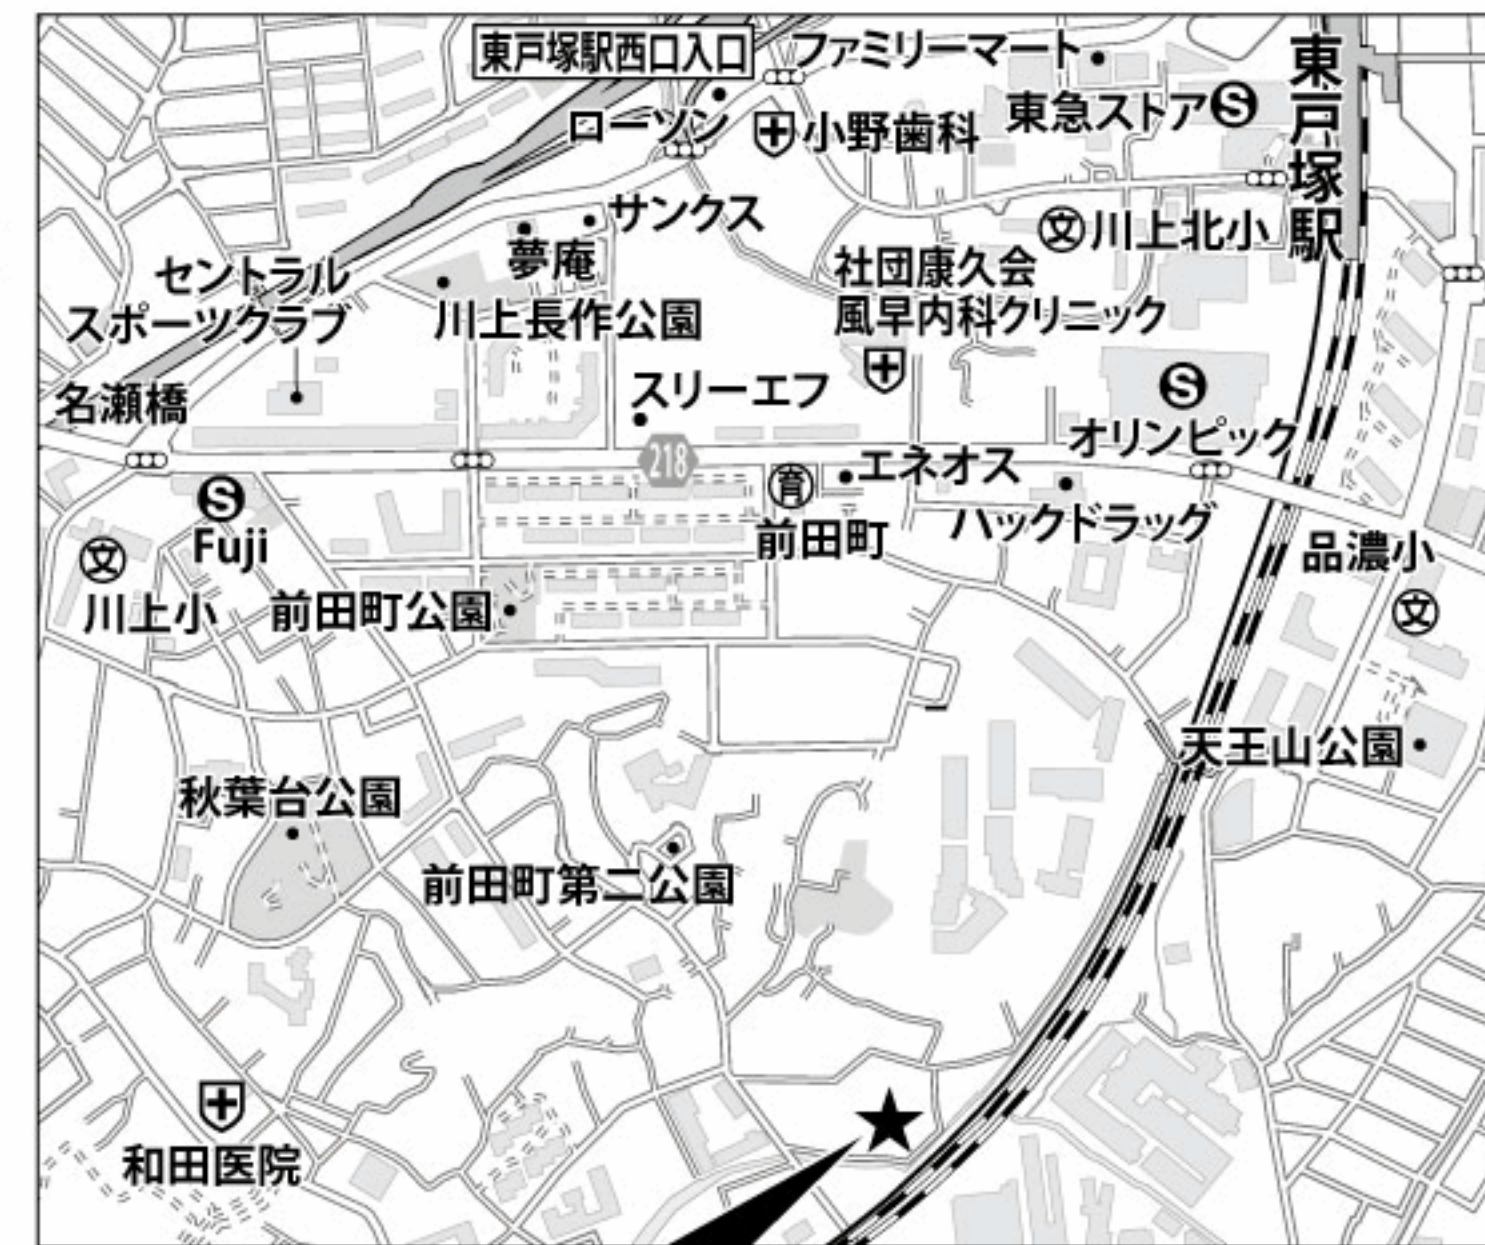 東戸塚駅西口入口
ファミリーマート
東戸塚駅
ローソン
小野歯科
東急ストア
S
サンクス
文
川上北小
夢庵
セントラル
スポーツクラブ
川上長作公園
社団康久会
風早内科クリニック
名瀬橋
スリーエフ
S
オリンピック
218
育
エネオス
S
Fuji
前田町
ハックドラッグ
品濃小
文
文
川上小
前田町公園
天王山公園
秋葉台公園
前田町第二公園
和田医院